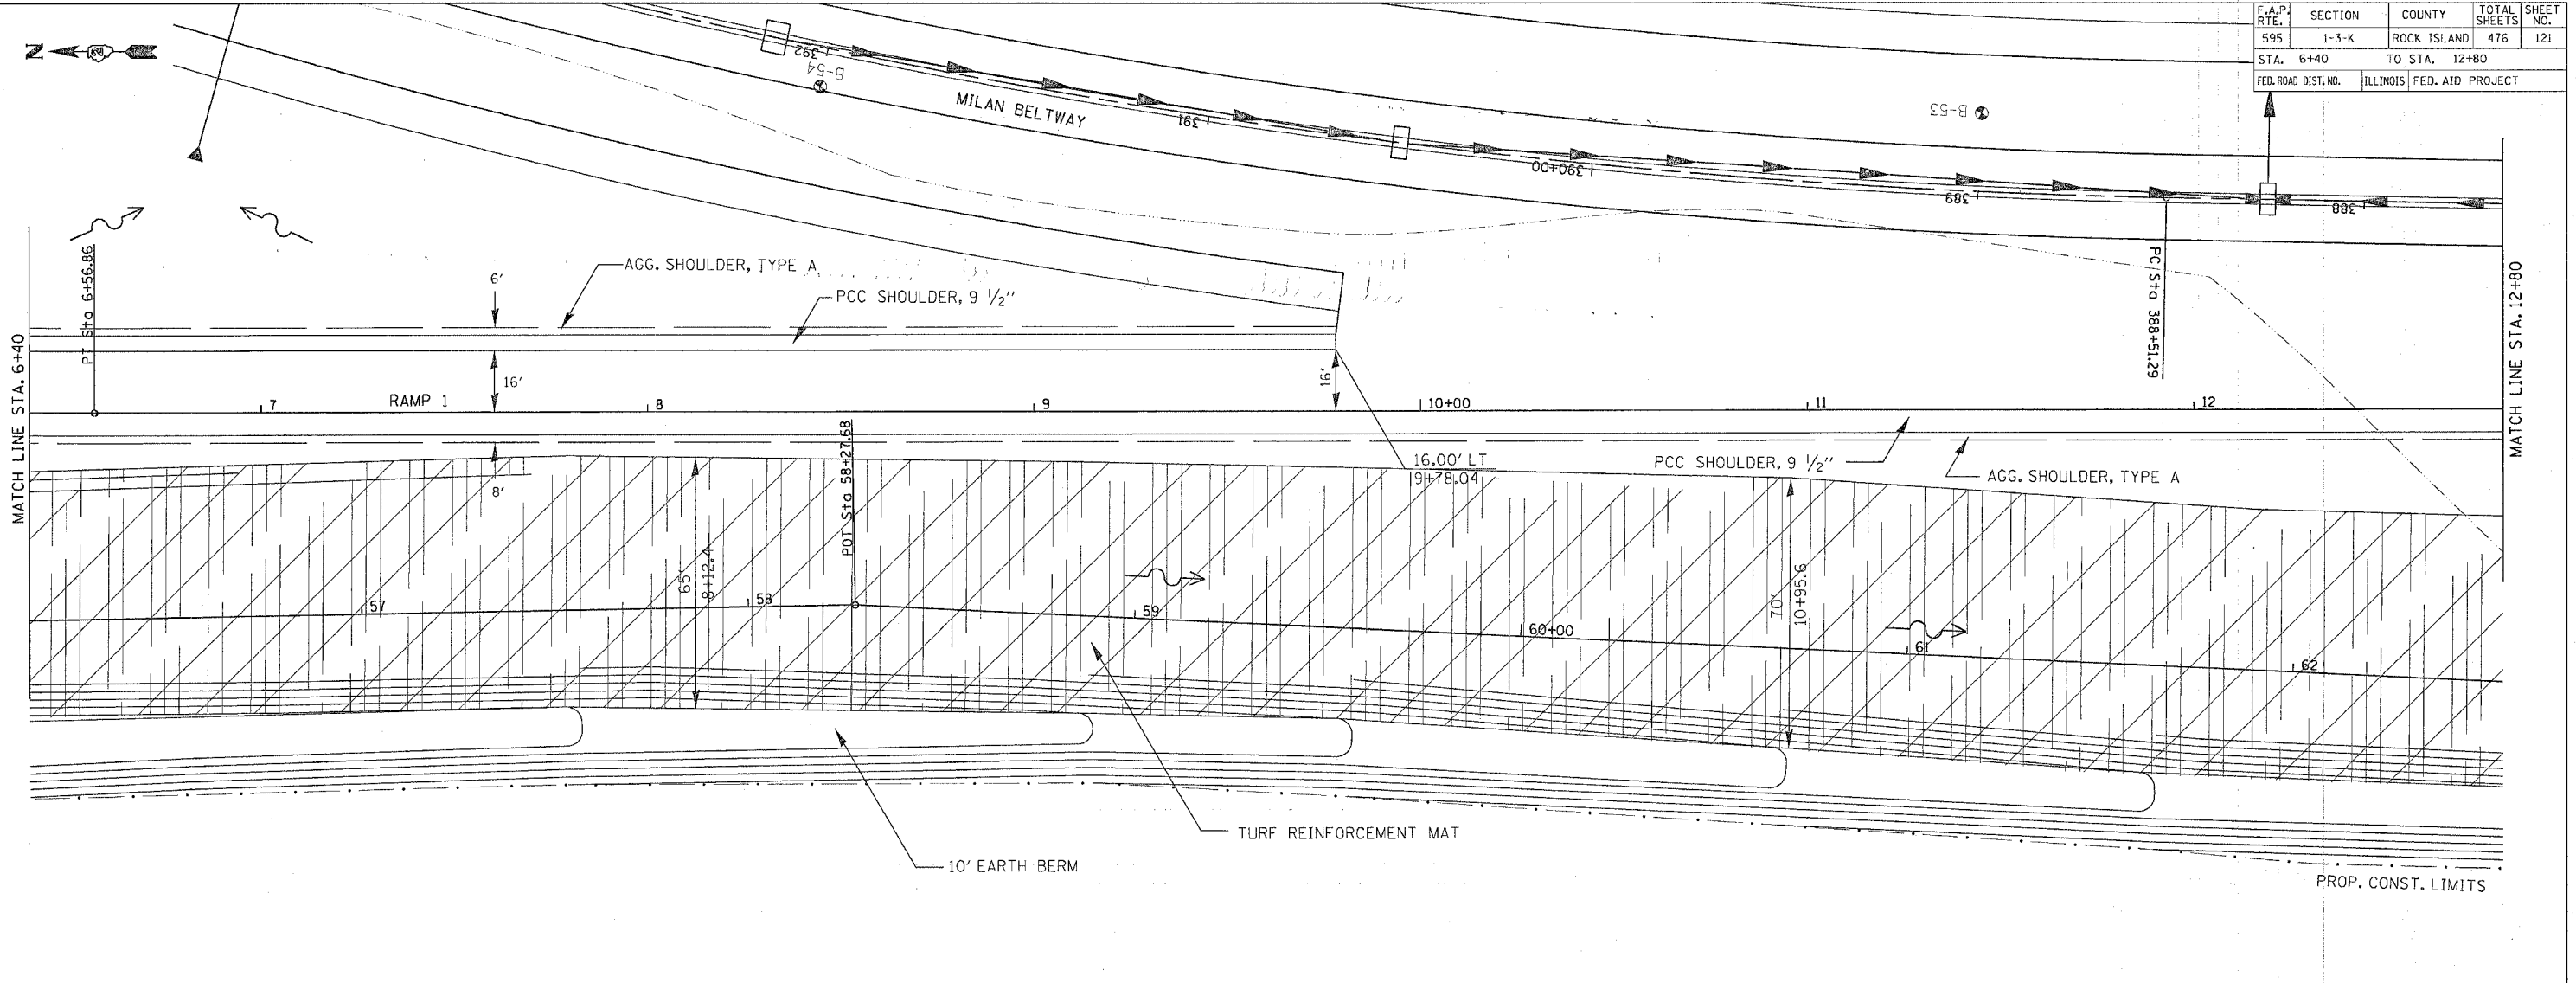 F.A.P. RTE. SECTION COUNTY TOTAL SHEETS SHEET NO.
595 1-3-K ROCK ISLAND 476 121
STA. 6+40 TO STA. 12+80
FED. ROAD DIST. NO. ILLINOIS FED. AID PROJECT
N
392
B-54
MILAN BELTWAY
391
390+00
B-53
389
388
PT Sta 6+56.86
6'
AGG. SHOULDER, TYPE A
PCC SHOULDER, 9 1/2"
PC Sta 388+51.29
MATCH LINE STA. 6+40
MATCH LINE STA. 12+80
16'
16'
RAMP 1
7
8
9
10+00
11
12
8'
POT Sta 58+27.68
16.00' LT
9+78.04
PCC SHOULDER, 9 1/2"
AGG. SHOULDER, TYPE A
65'
8+12.4
70'
10+95.6
57
58
59
60+00
61
62
TURF REINFORCEMENT MAT
10' EARTH BERM
PROP. CONST. LIMITS